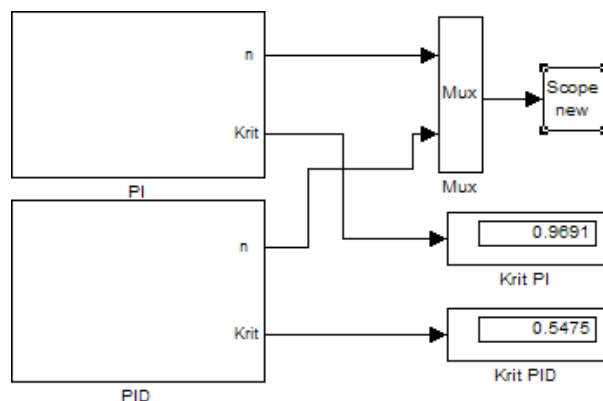 n
Krit
PI
n
Krit
PID
Mux
Mux
Scope
new
0.9691
Krit PI
0.5475
Krit PID